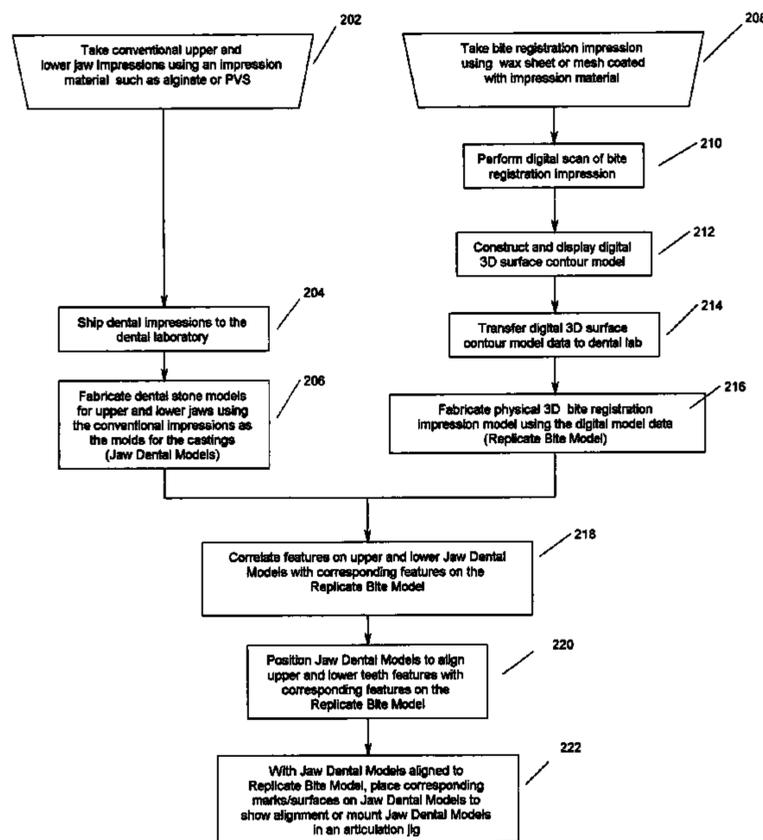 202
Take conventional upper and
lower jaw impressions using an impression
material such as alginate or PVS
204
Ship dental impressions to the
dental laboratory
206
Fabricate dental stone models
for upper and lower jaws using
the conventional impressions as
the molds for the castings
(Jaw Dental Models)
208
Take bite registration impression
using wax sheet or mesh coated
with impression material
210
Perform digital scan of bite
registration impression
212
Construct and display digital
3D surface contour model
214
Transfer digital 3D surface
contour model data to dental lab
216
Fabricate physical 3D bite registration
impression model using the digital model data
(Replicate Bite Model)
218
Correlate features on upper and lower Jaw Dental
Models with corresponding features on the
Replicate Bite Model
220
Position Jaw Dental Models to align
upper and lower teeth features with
corresponding features on the
Replicate Bite Model
222
With Jaw Dental Models aligned to
Replicate Bite Model, place corresponding
marks/surfaces on Jaw Dental Models to
show alignment or mount Jaw Dental Models
in an articulation jig